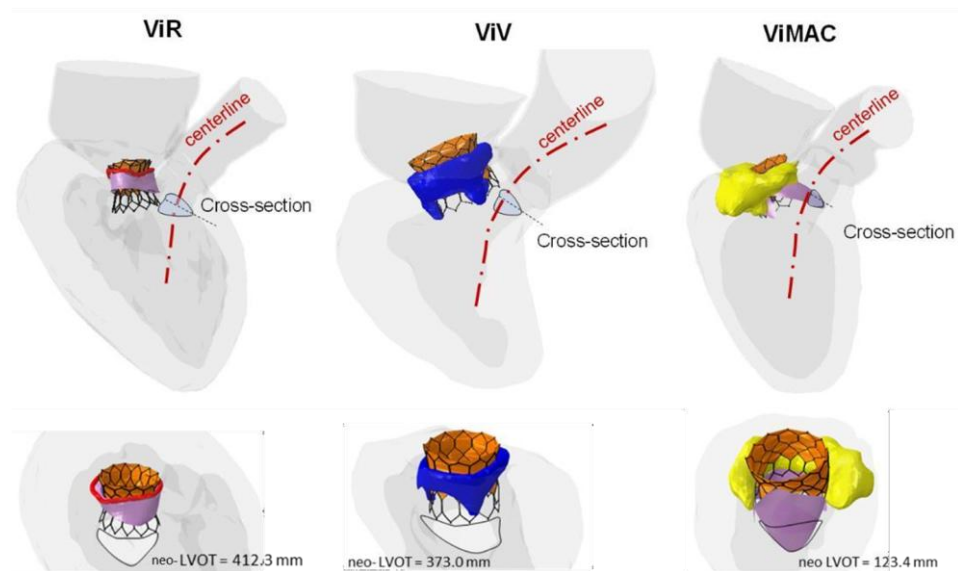 ViR
ViV
ViMAC
centerline
centerline
centerline
Cross-section
Cross-section
Cross-section
neo- LVOT = 412.3 mm
neo-LVOT = 373.0 mm
neo LVOT = 123.4 mm